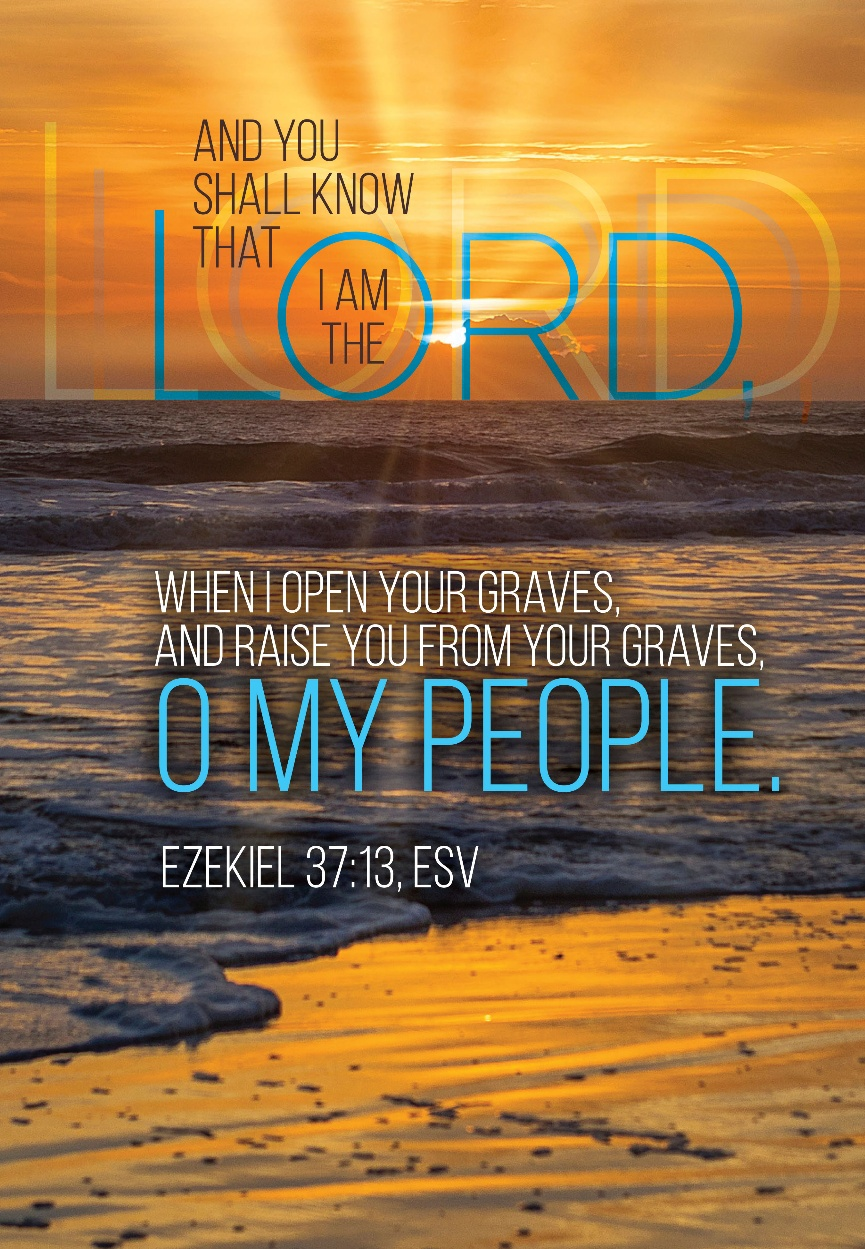 AND YOU
SHALL KNOW
THAT
I AM
THE
LORD,
WHEN I OPEN YOUR GRAVES,
AND RAISE YOU FROM YOUR GRAVES,
O MY PEOPLE.
EZEKIEL 37:13, ESV